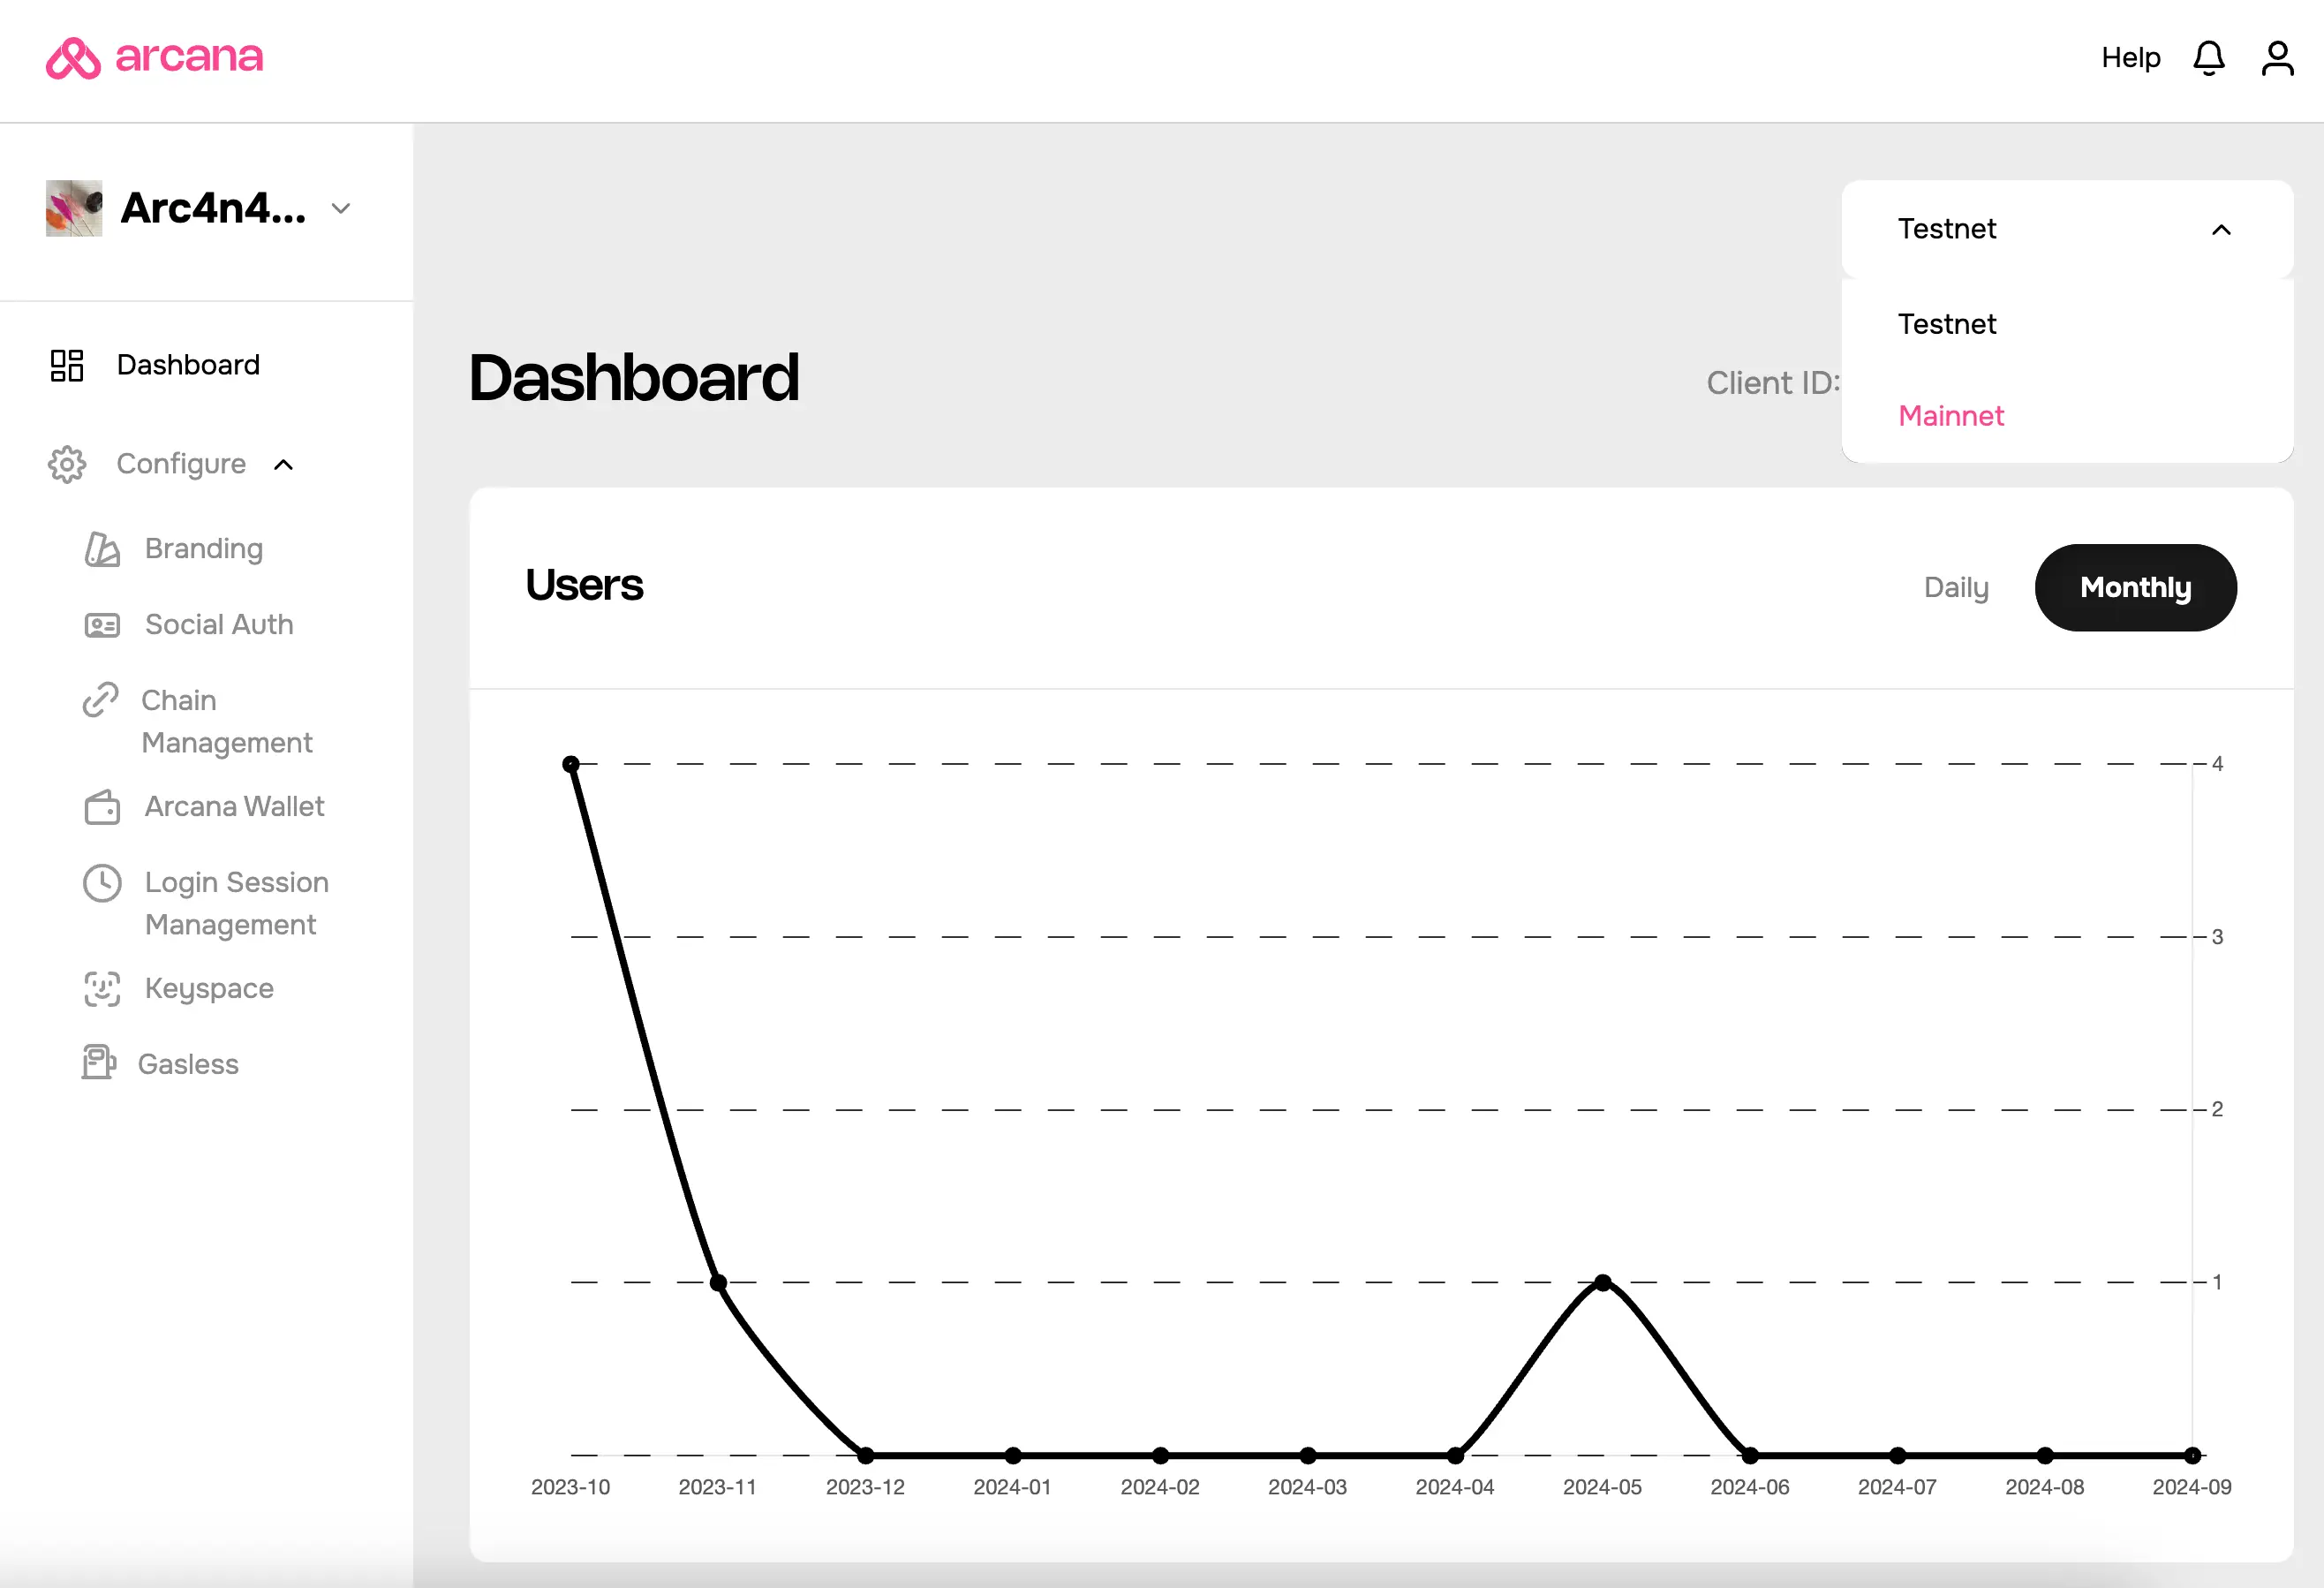 arcana
Help
Arc4n4...
Testnet
Testnet
Mainnet
Dashboard
Configure
Branding
Social Auth
Chain
Management
Arcana Wallet
Login Session
Management
Keyspace
Gasless
Dashboard
Client ID:
Users
Daily
Monthly
4
3
2
1
2023-10
2023-11
2023-12
2024-01
2024-02
2024-03
2024-04
2024-05
2024-06
2024-07
2024-08
2024-09